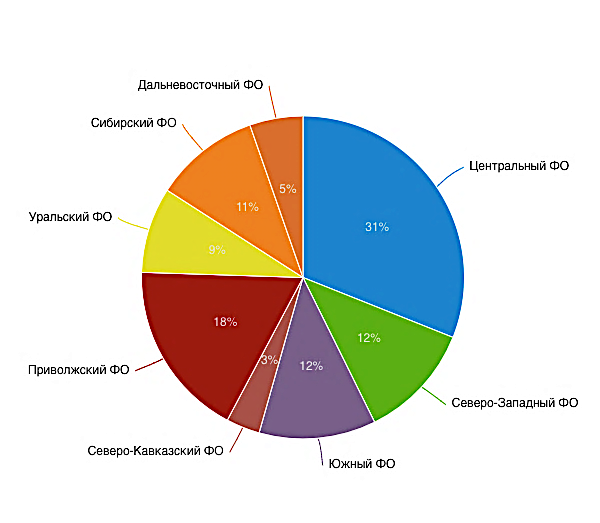 Дальневосточный ФО
Сибирский ФО
Центральный ФО
5%
11%
Уральский ФО
31%
9%
18%
12%
3%
12%
Приволжский ФО
Северо-Западный ФО
Северо-Кавказский ФО
Южный ФО